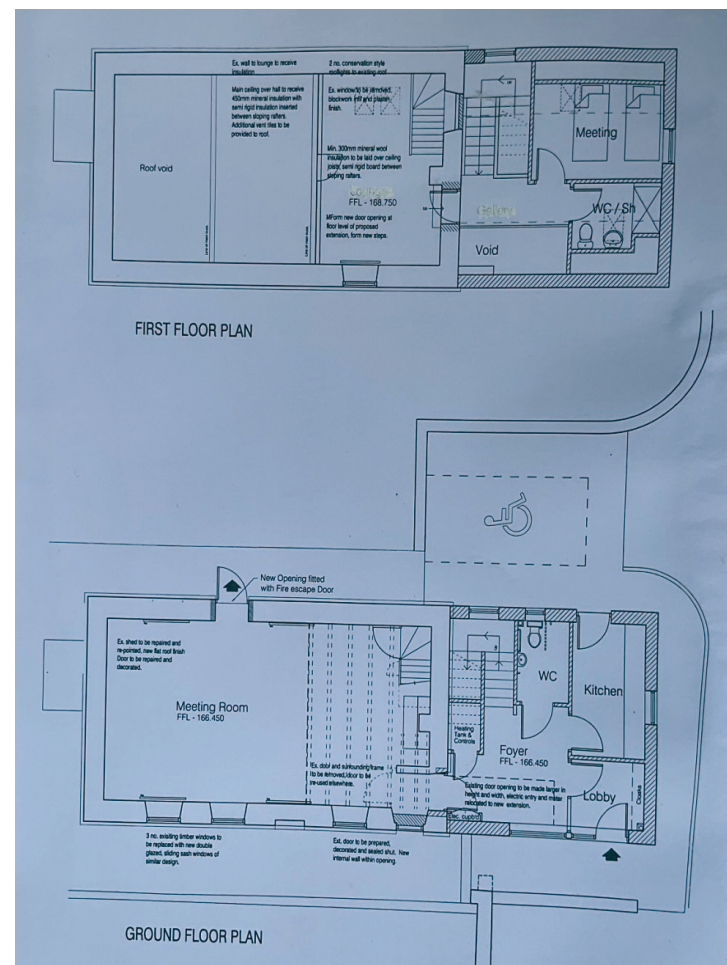 Ex. wall to lounge to receive
insulation
Main ceiling over hall to receive
450mm mineral insulation with
semi rigid insulation inserted
between sloping rafters.
Additional vent tiles to be
provided to roof.
2 no. conservation style
rooflights to existing roof
Ex. window to be removed,
blockwork infill and plaster
finish.
Min. 300mm mineral wool
insulation to be laid over ceiling
joists, semi rigid board between
sloping rafters.
Roof void
Lounge
FFL - 168.750
MForm new door opening at
floor level of proposed
extension, form new steps.
Meeting
Gallery
WC / Sh
Void
FIRST FLOOR PLAN
New Opening fitted
with Fire escape Door
Ex. shed to be repaired and
re-pointed, new flat roof finish
Door to be repaired and
decorated.
Meeting Room
FFL - 166.450
Ex. door and surrounding frame
to be removed, door to be
re-used elsewhere.
WC
Kitchen
Heating
Tank &
Controls
Foyer
FFL - 166.450
Existing door opening to be made larger in
height and width, electric entry and meter
relocated to new extension.
Lobby
Cloaks
Elec. cupbrd
3 no. existing timber windows to
be replaced with new double
glazed, sliding sash windows of
similar design.
Ext. door to be prepared,
decorated and sealed shut. New
internal wall within opening.
GROUND FLOOR PLAN